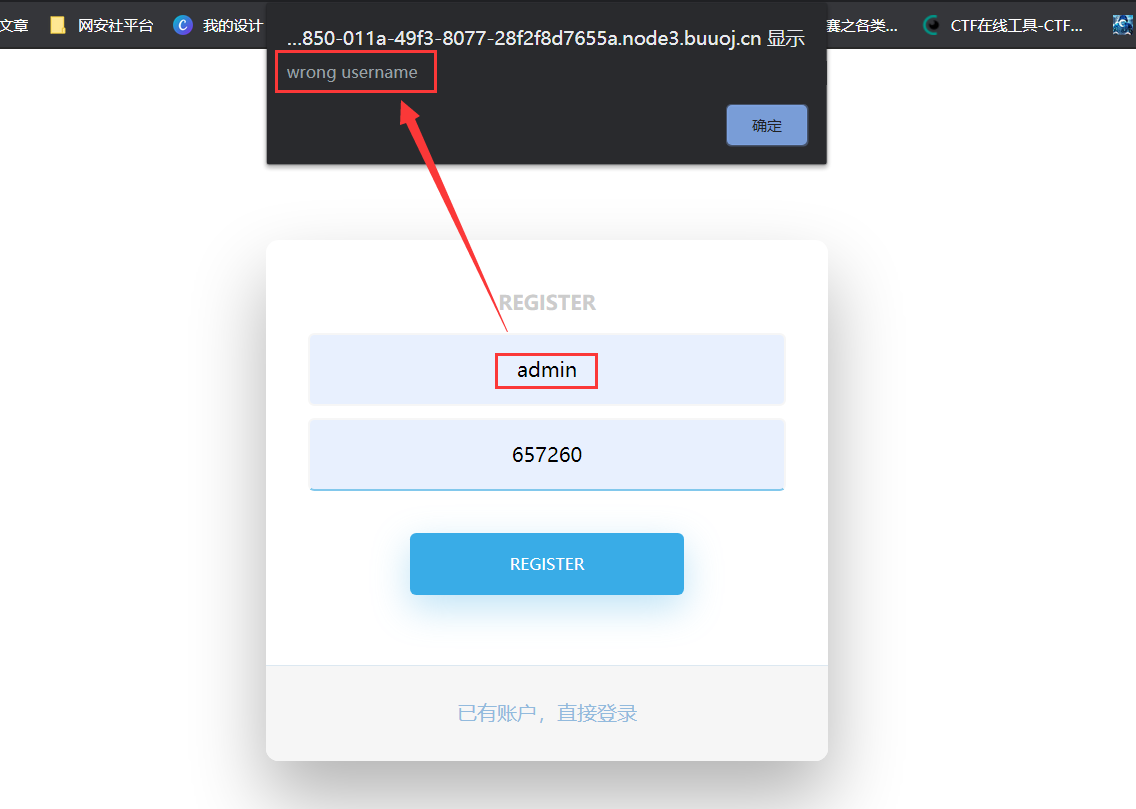 文章 网安社平台 我的设计 赛之各类... CTF在线工具-CTF...
...850-011a-49f3-8077-28f2f8d7655a.node3.buuoj.cn 显示
wrong username
确定
REGISTER
admin
657260
REGISTER
已有账户，直接登录